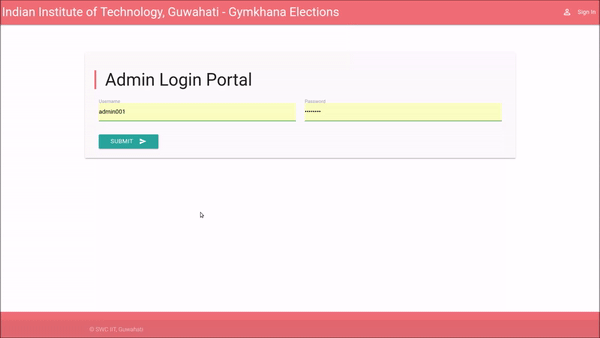 Indian Institute of Technology, Guwahati - Gymkhana Elections
Sign In
Admin Login Portal
Username
Password
admin001
••••••••
SUBMIT
© SWC IIT, Guwahati